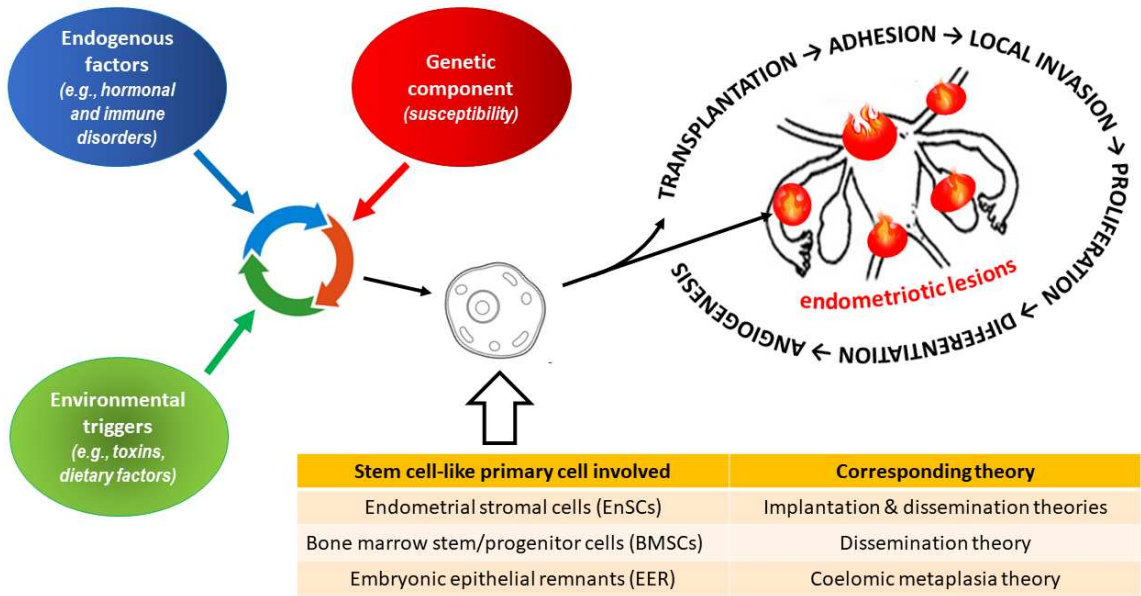 Endogenous
factors
(e.g., hormonal
and immune
disorders)
Genetic
component
(susceptibility)
Environmental
triggers
(e.g., toxins,
dietary factors)
TRANSPLANTATION → ADHESION → LOCAL INVASION → PROLIFERATION → DIFFERENTIATION → ANGIOGENESIS
endometriotic lesions
Stem cell-like primary cell involved Corresponding theory
Endometrial stromal cells (EnSCs) Implantation & dissemination theories
Bone marrow stem/progenitor cells (BMSCs) Dissemination theory
Embryonic epithelial remnants (EER) Coelomic metaplasia theory